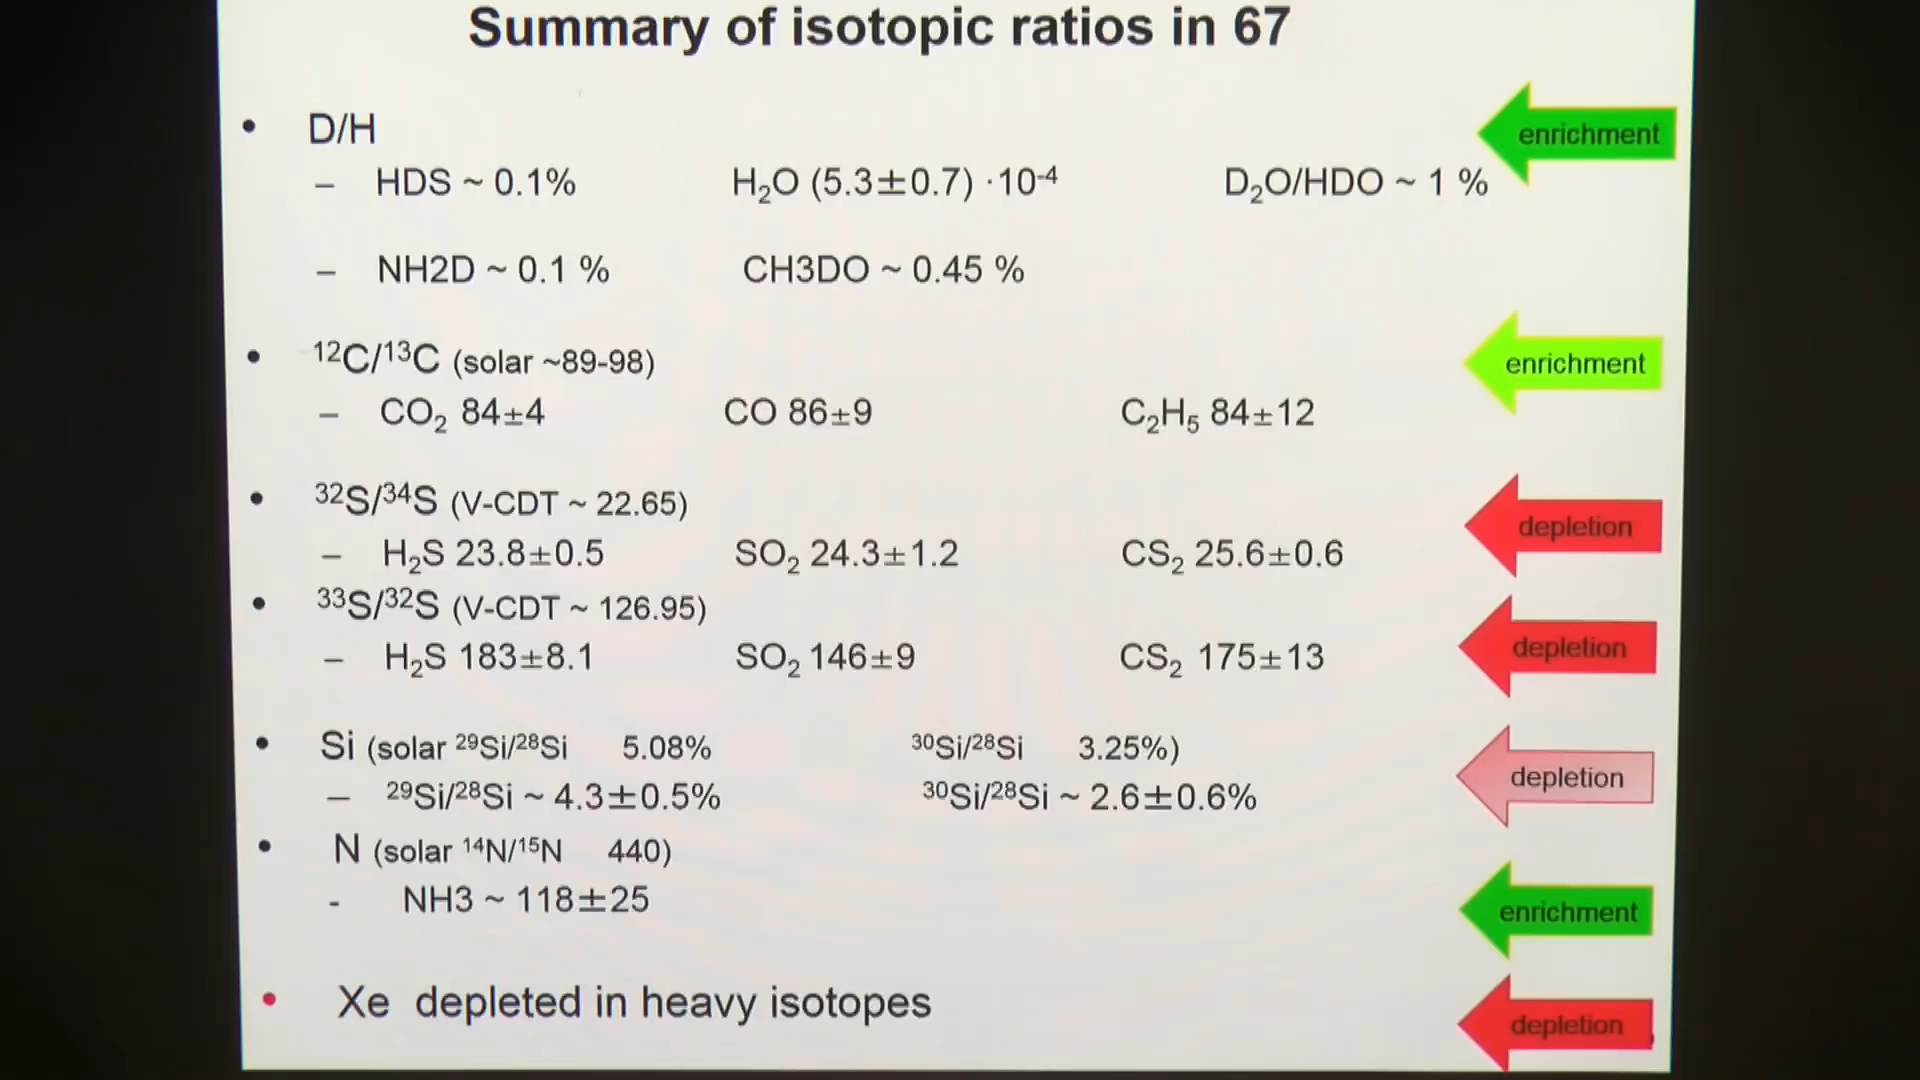 Summary of isotopic ratios in 67
• D/H
enrichment
– HDS ~ 0.1% H₂O (5.3±0.7) ·10⁻⁴ D₂O/HDO ~ 1 %
– NH2D ~ 0.1 % CH3DO ~ 0.45 %
• ¹²C/¹³C (solar ~89-98)
enrichment
– CO₂ 84±4 CO 86±9 C₂H₅ 84±12
• ³²S/³⁴S (V-CDT ~ 22.65)
depletion
– H₂S 23.8±0.5 SO₂ 24.3±1.2 CS₂ 25.6±0.6
• ³³S/³²S (V-CDT ~ 126.95)
depletion
– H₂S 183±8.1 SO₂ 146±9 CS₂ 175±13
• Si (solar ²⁹Si/²⁸Si 5.08% ³⁰Si/²⁸Si 3.25%)
depletion
– ²⁹Si/²⁸Si ~ 4.3±0.5% ³⁰Si/²⁸Si ~ 2.6±0.6%
• N (solar ¹⁴N/¹⁵N 440)
- NH3 ~ 118±25
enrichment
• Xe depleted in heavy isotopes
depletion